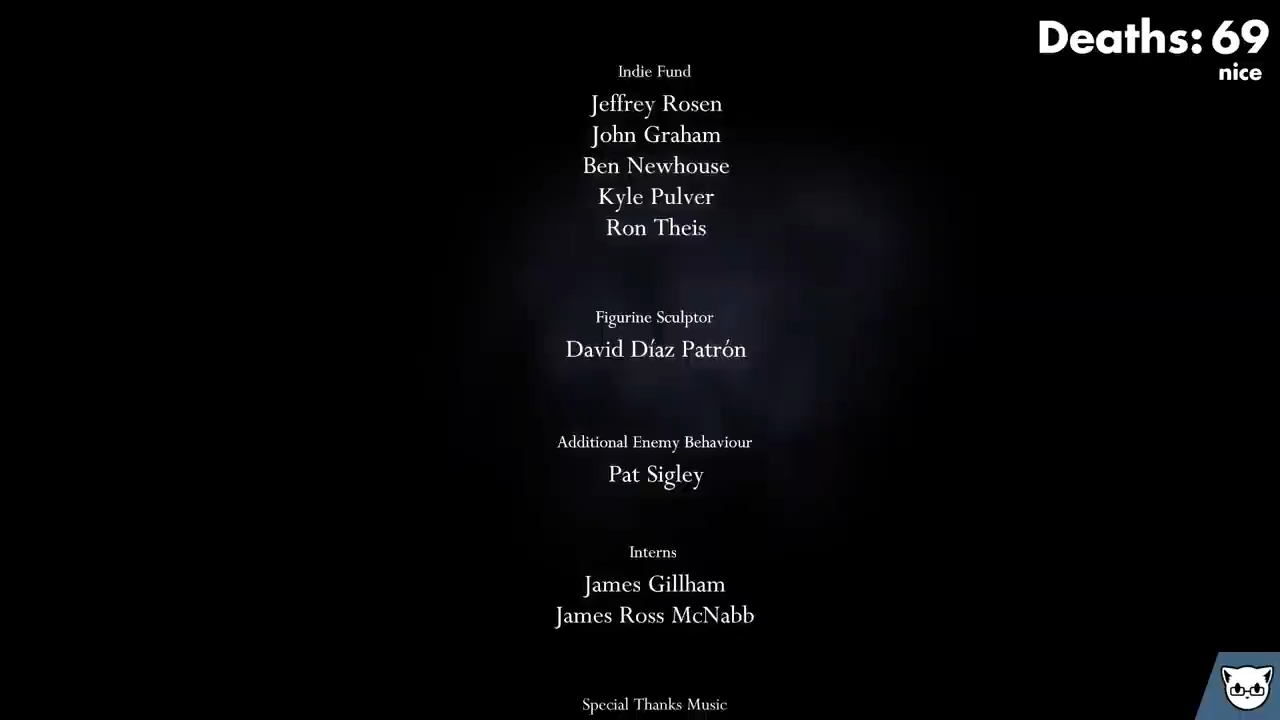 Deaths: 69
nice
Indie Fund
Jeffrey Rosen
John Graham
Ben Newhouse
Kyle Pulver
Ron Theis
Figurine Sculptor
David Díaz Patrón
Additional Enemy Behaviour
Pat Sigley
Interns
James Gillham
James Ross McNabb
Special Thanks Music